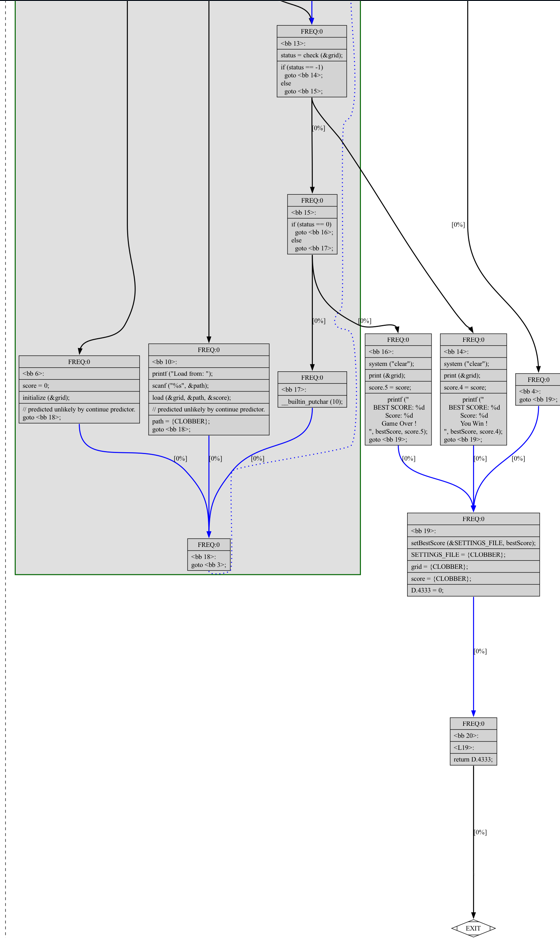 FREQ:0
<bb 13>:
status = check (&grid);
if (status == -1)
goto <bb 14>;
else
goto <bb 15>;
[0%]
FREQ:0
<bb 15>:
if (status == 0)
goto <bb 16>;
else
goto <bb 17>;
[0%]
[0%]
[0%]
FREQ:0
<bb 6>:
score = 0;
initialize (&grid);
// predicted unlikely by continue predictor.
goto <bb 18>;
FREQ:0
<bb 10>:
printf ("Load from: ");
scanf ("%s", &path);
load (&grid, &path, &score);
// predicted unlikely by continue predictor.
path = {CLOBBER};
goto <bb 18>;
FREQ:0
<bb 17>:
__builtin_putchar (10);
FREQ:0
<bb 16>:
system ("clear");
print (&grid);
score.5 = score;
printf ("
BEST SCORE: %d
Score: %d
Game Over !
", bestScore, score.5);
goto <bb 19>;
FREQ:0
<bb 14>:
system ("clear");
print (&grid);
score.4 = score;
printf ("
BEST SCORE: %d
Score: %d
You Win !
", bestScore, score.4);
goto <bb 19>;
FREQ:0
<bb 4>:
goto <bb 19>;
[0%]
[0%]
[0%]
[0%]
[0%]
[0%]
FREQ:0
<bb 18>:
goto <bb 3>;
FREQ:0
<bb 19>:
setBestScore (&SETTINGS_FILE, bestScore);
SETTINGS_FILE = {CLOBBER};
grid = {CLOBBER};
score = {CLOBBER};
D.4333 = 0;
[0%]
FREQ:0
<bb 20>:
<L19>:
return D.4333;
[0%]
EXIT